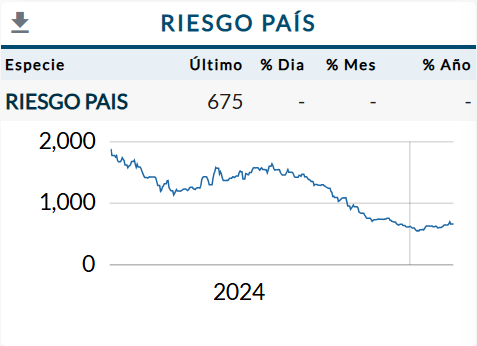 RIESGO PAÍS
Especie Último % Dia % Mes % Año
RIESGO PAIS 675 - - -
2,000
1,000
0
2024